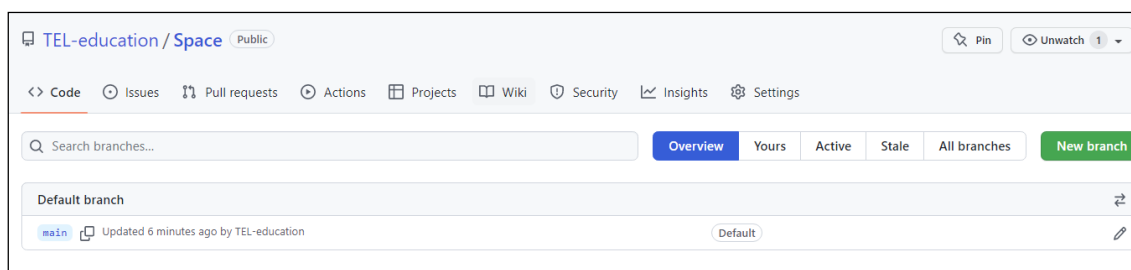 TEL-education / Space Public Pin Unwatch 1
<> Code Issues Pull requests Actions Projects Wiki Security Insights Settings
Search branches... Overview Yours Active Stale All branches New branch
Default branch
main Updated 6 minutes ago by TEL-education Default